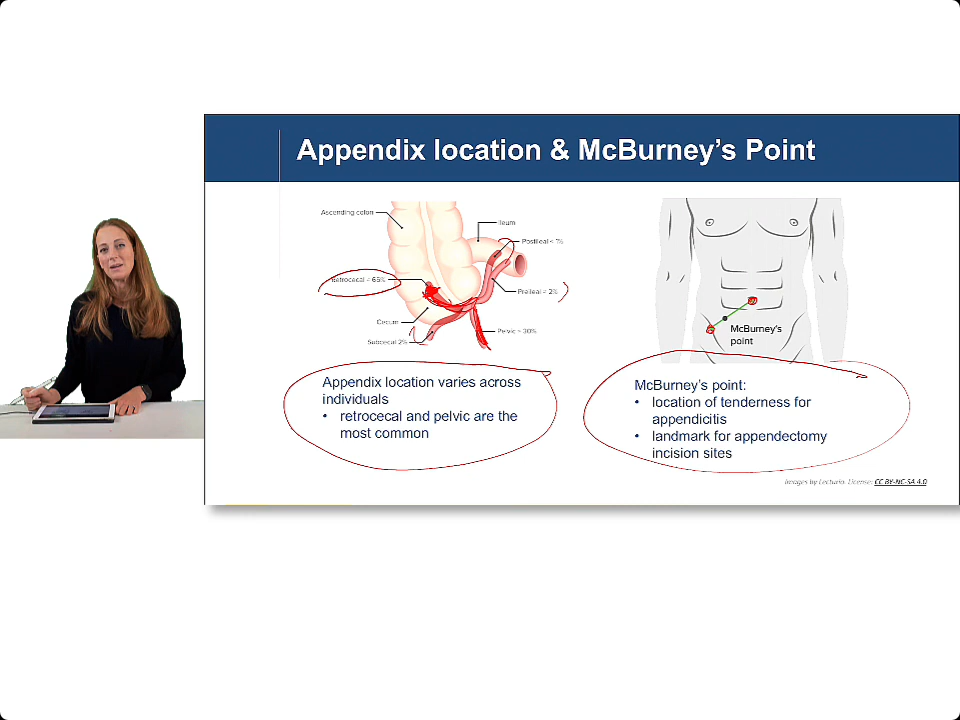 Appendix location & McBurney's Point
Ascending colon
Ileum
Postileal < 1%
Retrocecal ≈ 65%
Preileal ≈ 2%
Cecum
Pelvic ≈ 30%
Subcecal 2%
Appendix location varies across
individuals
• retrocecal and pelvic are the
most common
McBurney's
point
McBurney's point:
• location of tenderness for
appendicitis
• landmark for appendectomy
incision sites
Images by Lecturio. License: CC BY-NC-SA 4.0